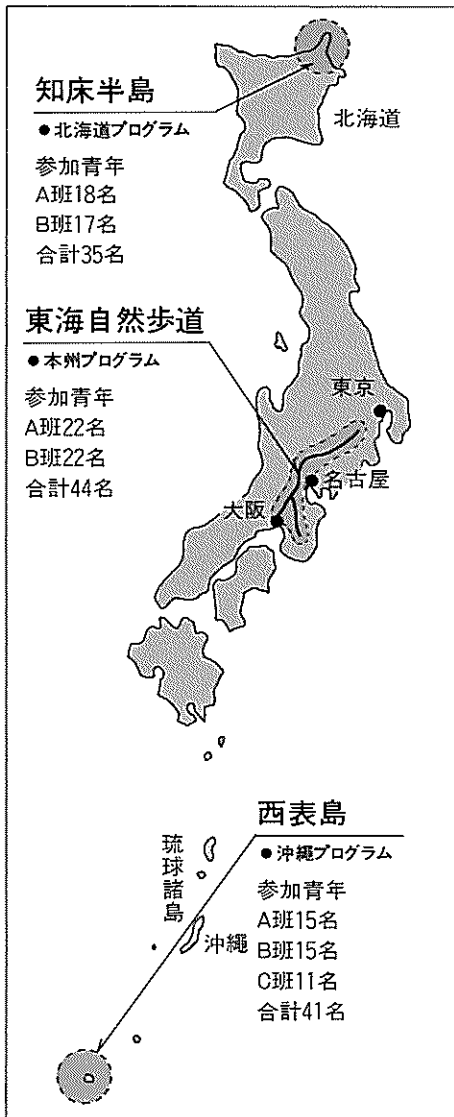 知床半島
●北海道プログラム
参加青年
A班18名
B班17名
合計35名
北海道
東海自然歩道
●本州プログラム
参加青年
A班22名
B班22名
合計44名
東京
名古屋
大阪
西表島
●沖縄プログラム
参加青年
A班15名
B班15名
C班11名
合計41名
琉球諸島
沖縄